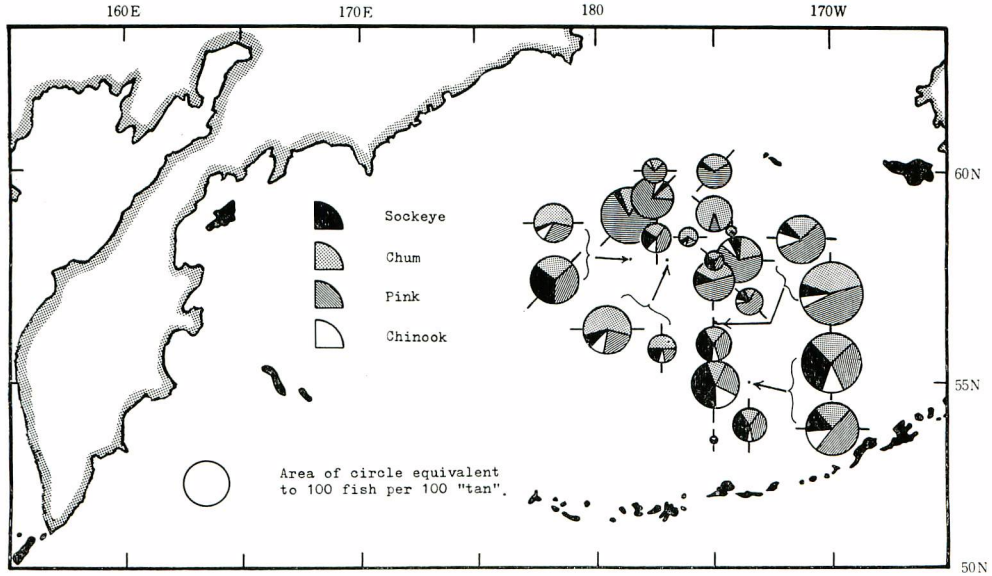 160E 170E 180 170W
60N
Sockeye
Chum
Pink
Chinook
55N
Area of circle equivalent
to 100 fish per 100 "tan".
50N